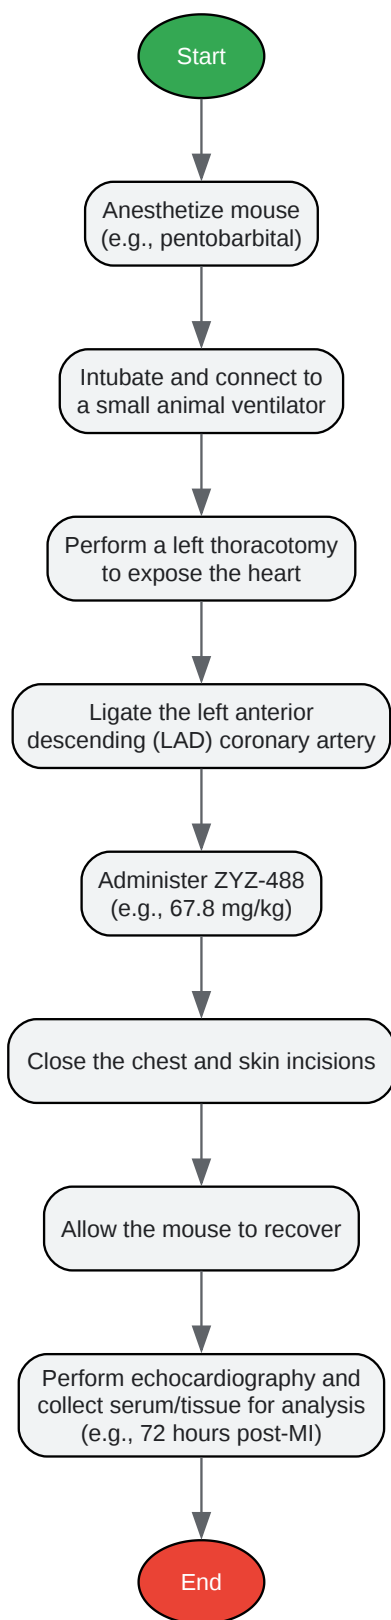 Start
Anesthetize mouse
(e.g., pentobarbital)
Intubate and connect to
a small animal ventilator
Perform a left thoracotomy
to expose the heart
Ligate the left anterior
descending (LAD) coronary artery
Administer ZYZ-488
(e.g., 67.8 mg/kg)
Close the chest and skin incisions
Allow the mouse to recover
Perform echocardiography and
collect serum/tissue for analysis
(e.g., 72 hours post-MI)
End